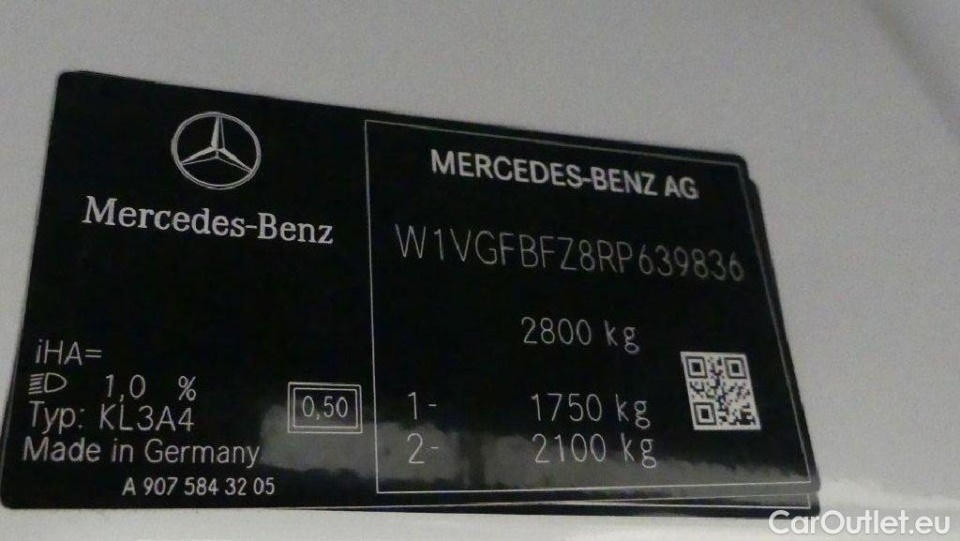 Mercedes-Benz
iHA=
1,0 %
Typ: KL3A4
Made in Germany
A 907 584 32 05
0,50
MERCEDES-BENZ AG
W1VGFBFZ8RP639836
2800 kg
1- 1750 kg
2- 2100 kg
CarOutlet.eu